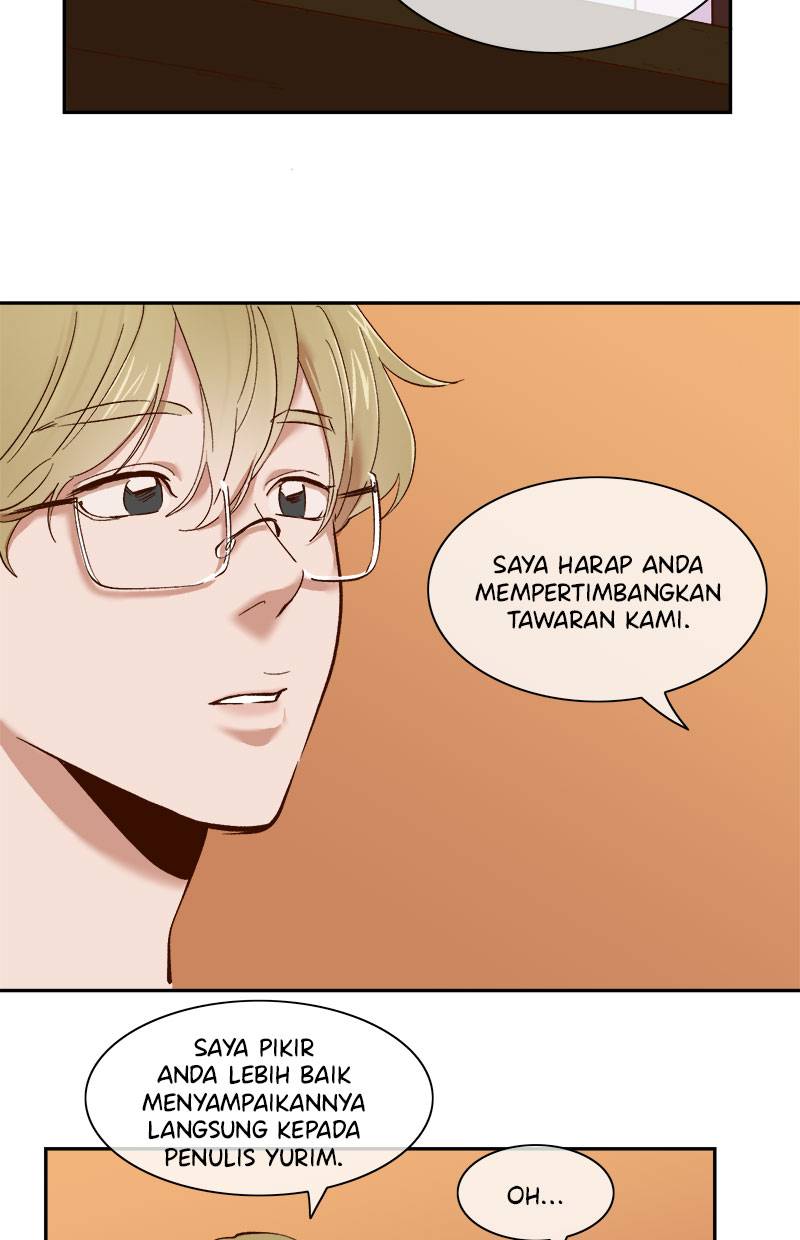 SAYA HARAP ANDA
MEMPERTIMBANGKAN
TAWARAN KAMI.
SAYA PIKIR
ANDA LEBIH BAIK
MENYAMPAIKANNYA
LANGSUNG KEPADA
PENULIS YURIM.
OH...